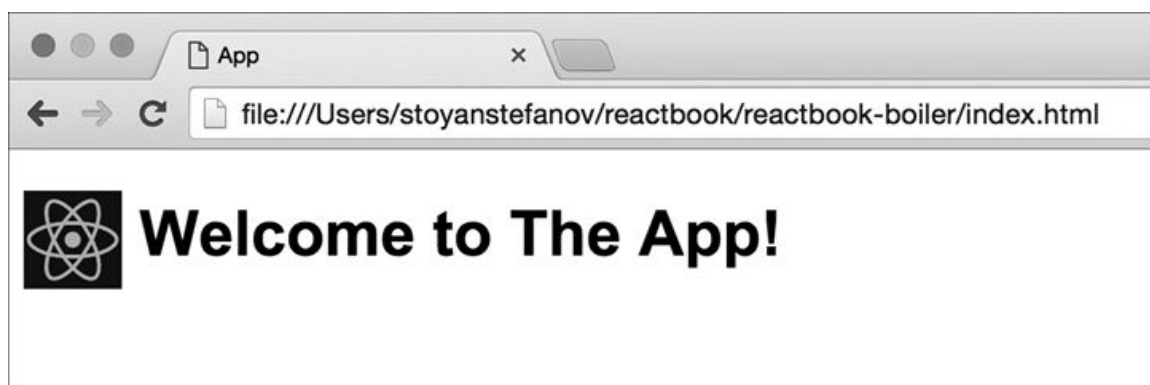 App
file:///Users/stoyanstefanov/reactbook/reactbook-boiler/index.html
Welcome to The App!